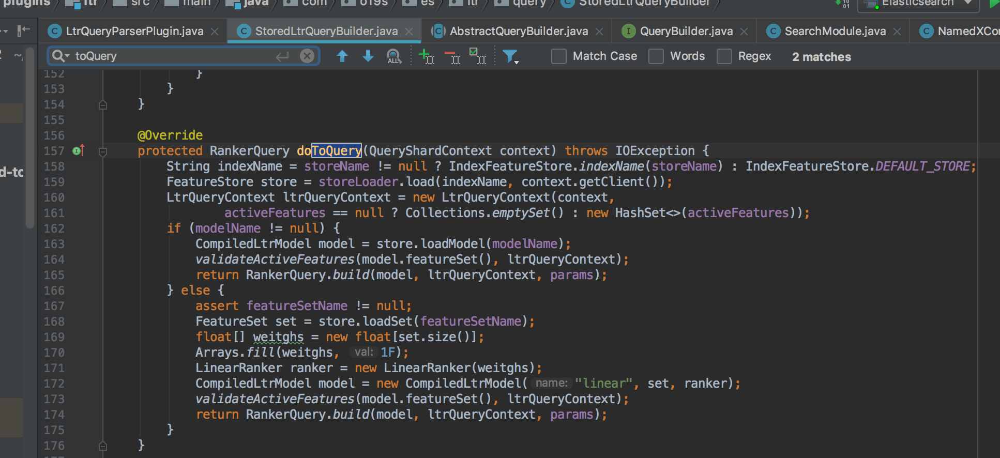 plugins ltr src main java com o19s es ltr query StoredLtrQueryBuilder Elasticsearch
LtrQueryParserPlugin.java StoredLtrQueryBuilder.java AbstractQueryBuilder.java QueryBuilder.java SearchModule.java NamedXCon
toQuery ALL Match Case Words Regex 2 matches
152 }
153 }
154 }
155
156 @Override
157 protected RankerQuery doToQuery(QueryShardContext context) throws IOException {
158 String indexName = storeName != null ? IndexFeatureStore.indexName(storeName) : IndexFeatureStore.DEFAULT_STORE;
159 FeatureStore store = storeLoader.load(indexName, context.getClient());
160 LtrQueryContext ltrQueryContext = new LtrQueryContext(context,
161 activeFeatures == null ? Collections.emptySet() : new HashSet<>(activeFeatures));
162 if (modelName != null) {
163 CompiledLtrModel model = store.loadModel(modelName);
164 validateActiveFeatures(model.featureSet(), ltrQueryContext);
165 return RankerQuery.build(model, ltrQueryContext, params);
166 } else {
167 assert featureSetName != null;
168 FeatureSet set = store.loadSet(featureSetName);
169 float[] weitghs = new float[set.size()];
170 Arrays.fill(weitghs, val: 1F);
171 LinearRanker ranker = new LinearRanker(weitghs);
172 CompiledLtrModel model = new CompiledLtrModel( name: "linear", set, ranker);
173 validateActiveFeatures(model.featureSet(), ltrQueryContext);
174 return RankerQuery.build(model, ltrQueryContext, params);
175 }
176 }